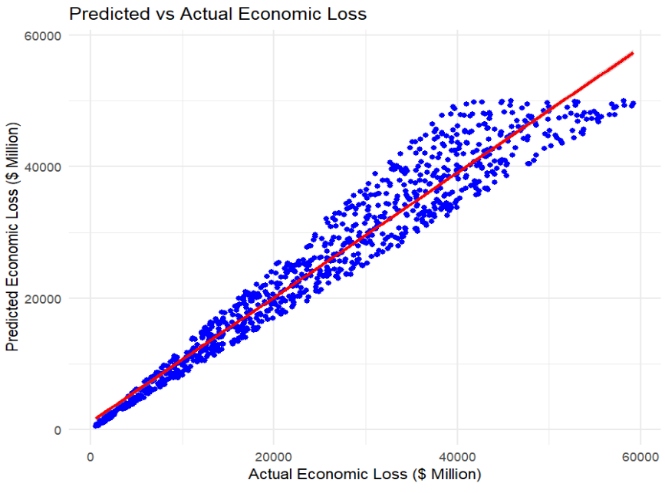 Predicted vs Actual Economic Loss
60000
40000
20000
0
Predicted Economic Loss ($ Million)
0
20000
40000
60000
Actual Economic Loss ($ Million)